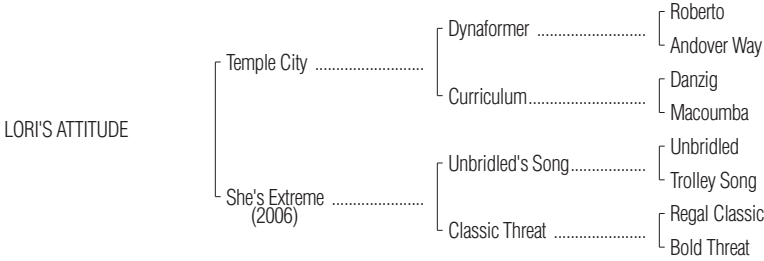 Roberto
Dynaformer ..........................
Andover Way
Temple City ..........................
Danzig
Curriculum............................
Macoumba
LORI'S ATTITUDE
Unbridled
Unbridled's Song..................
Trolley Song
She's Extreme ......................
(2006)
Regal Classic
Classic Threat ......................
Bold Threat